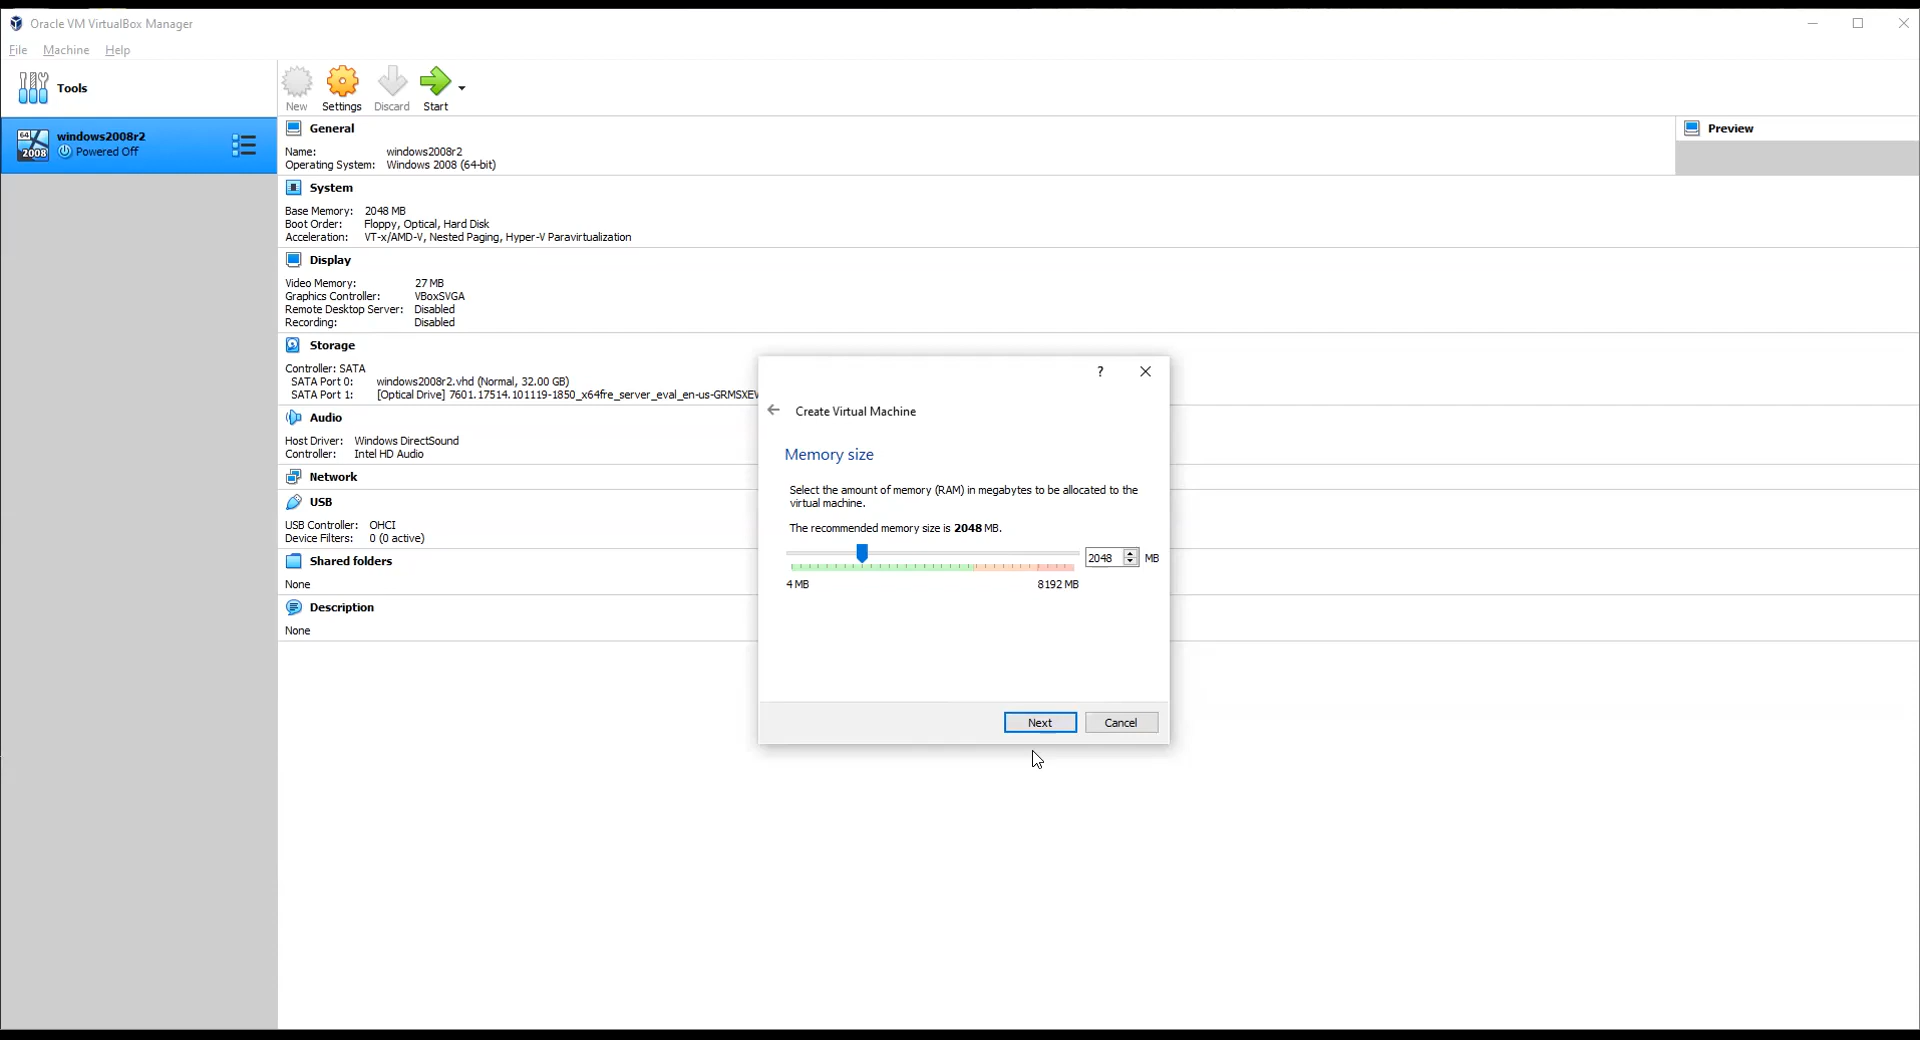 Oracle VM VirtualBox Manager
File Machine Help
Tools
New Settings Discard Start
64
2008
windows2008r2
Powered Off
General
Name: windows2008r2
Operating System: Windows 2008 (64-bit)
Preview
System
Base Memory: 2048 MB
Boot Order: Floppy, Optical, Hard Disk
Acceleration: VT-x/AMD-V, Nested Paging, Hyper-V Paravirtualization
Display
Video Memory: 27 MB
Graphics Controller: VBoxSVGA
Remote Desktop Server: Disabled
Recording: Disabled
Storage
Controller: SATA
SATA Port 0: windows2008r2.vhd (Normal, 32.00 GB)
SATA Port 1: [Optical Drive] 7601.17514.101119-1850_x64fre_server_eval_en-us-GRMSXEV
Audio
Host Driver: Windows DirectSound
Controller: Intel HD Audio
Network
USB
USB Controller: OHCI
Device Filters: 0 (0 active)
Shared folders
None
Description
None
?
Create Virtual Machine
Memory size
Select the amount of memory (RAM) in megabytes to be allocated to the
virtual machine.
The recommended memory size is 2048 MB.
2048 MB
4 MB 8192 MB
Next Cancel